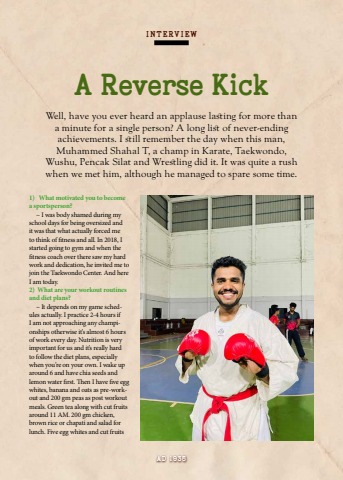 INTERVIEW
A Reverse Kick
Well, have you ever heard an applause lasting for more than
a minute for a single person? A long list of never-ending
achievements. I still remember the day when this man,
Muhammed Shahal T, a champ in Karate, Taekwondo,
Wushu, Pencak Silat and Wrestling did it. It was quite a rush
when we met him, although he managed to spare some time.
1) What motivated you to become
a sportsperson?
– I was body shamed during my
school days for being oversized and
it was that what actually forced me
to think of fitness and all. In 2018, I
started going to gym and when the
fitness coach over there saw my hard
work and dedication, he invited me to
join the Taekwondo Center. And here
I am today.
2) What are your workout routines
and diet plans?
– It depends on my game sched-
ules actually. I practice 2-4 hours if
I am not approaching any champi-
onships otherwise it's almost 6 hours
of work every day. Nutrition is very
important for us and it's really hard
to follow the diet plans, especially
when you're on your own. I wake up
around 6 and have chia seeds and
lemon water first. Then I have five egg
whites, banana and oats as pre-work-
out and 200 gm peas as post workout
meals. Green tea along with cut fruits
around 11 AM. 200 gm chicken,
brown rice or chapati and salad for
lunch. Five egg whites and cut fruits
AD 1935